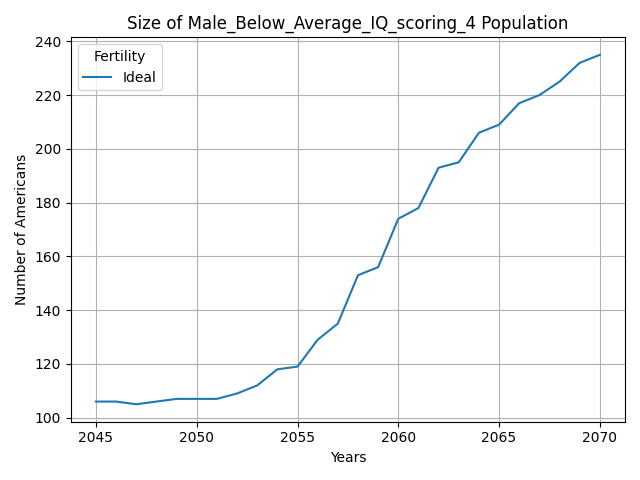 Size of Male_Below_Average_IQ_scoring_4 Population
Fertility
Ideal
Number of Americans
240
220
200
180
160
140
120
100
2045 2050 2055 2060 2065 2070
Years